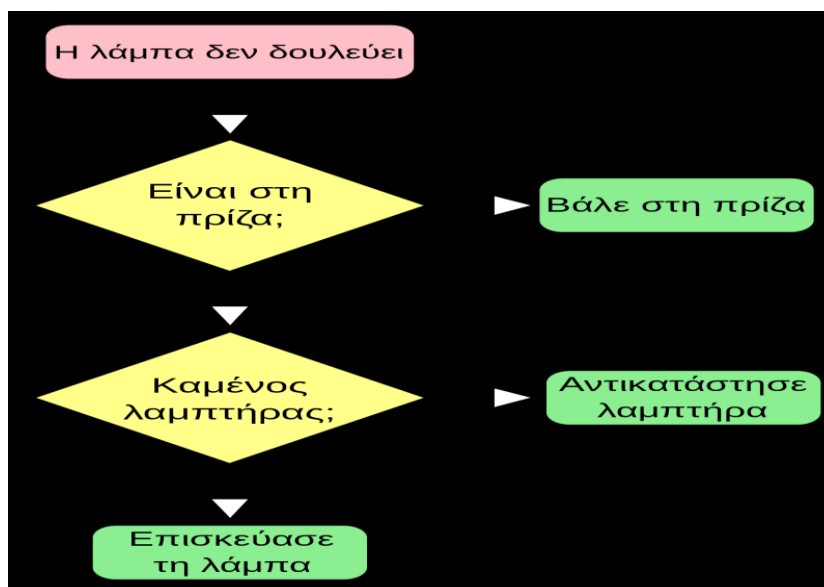 Η λάμπα δεν δουλεύει
Είναι στη
πρίζα;
Βάλε στη πρίζα
Καμένος
λαμπτήρας;
Αντικατάστησε
λαμπτήρα
Επισκεύασε
τη λάμπα